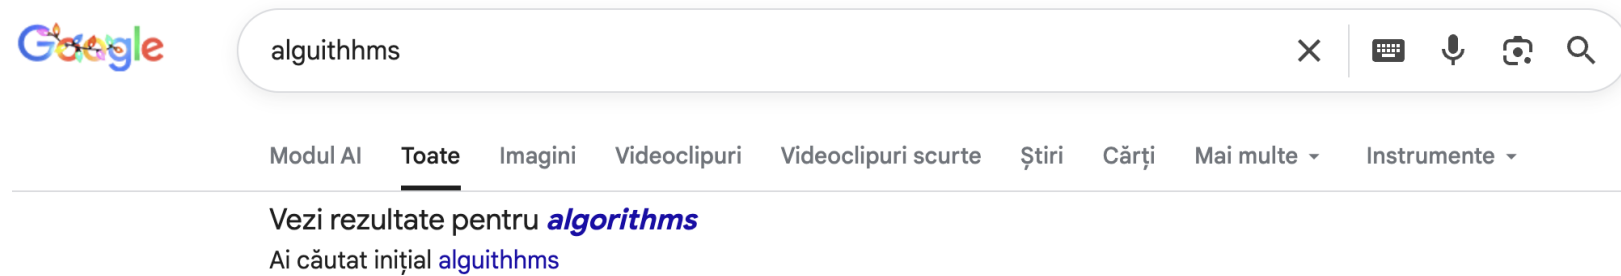 Google
alguithhms
Modul AI Toate Imagini Videoclipuri Videoclipuri scurte Știri Cărți Mai multe Instrumente
Vezi rezultate pentru algorithms
Ai căutat inițial alguithhms